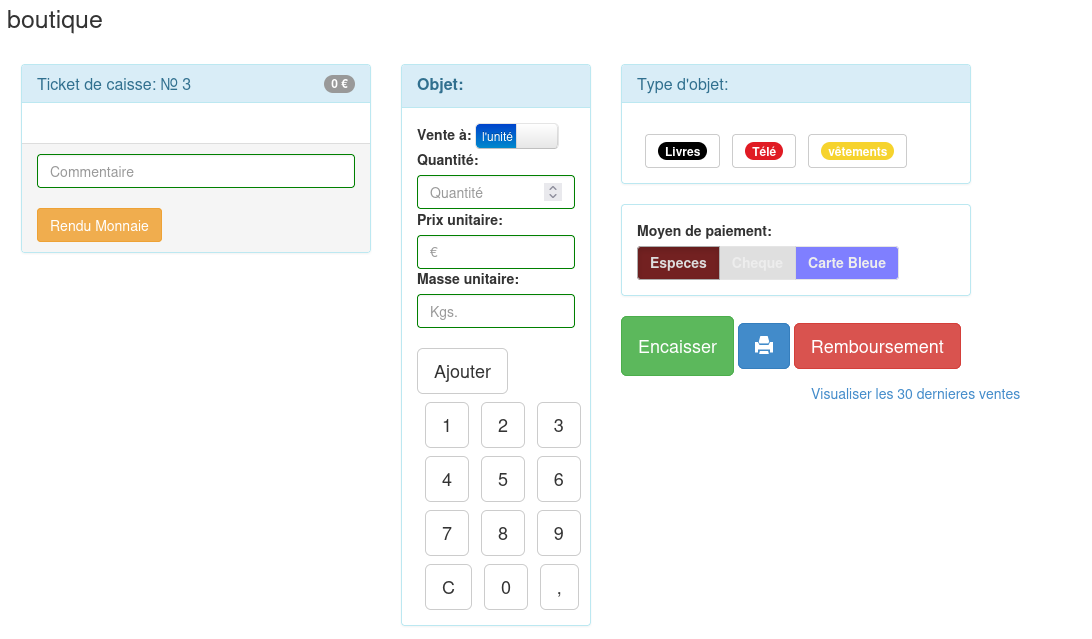 boutique
Ticket de caisse: № 3
0 €
Commentaire
Rendu Monnaie
Objet:
Vente à: l'unité
Quantité:
Quantité
Prix unitaire:
€
Masse unitaire:
Kgs.
Ajouter
1 2 3
4 5 6
7 8 9
C 0 ,
Type d'objet:
Livres Télé vêtements
Moyen de paiement:
Especes Cheque Carte Bleue
Encaisser Remboursement
Visualiser les 30 dernieres ventes